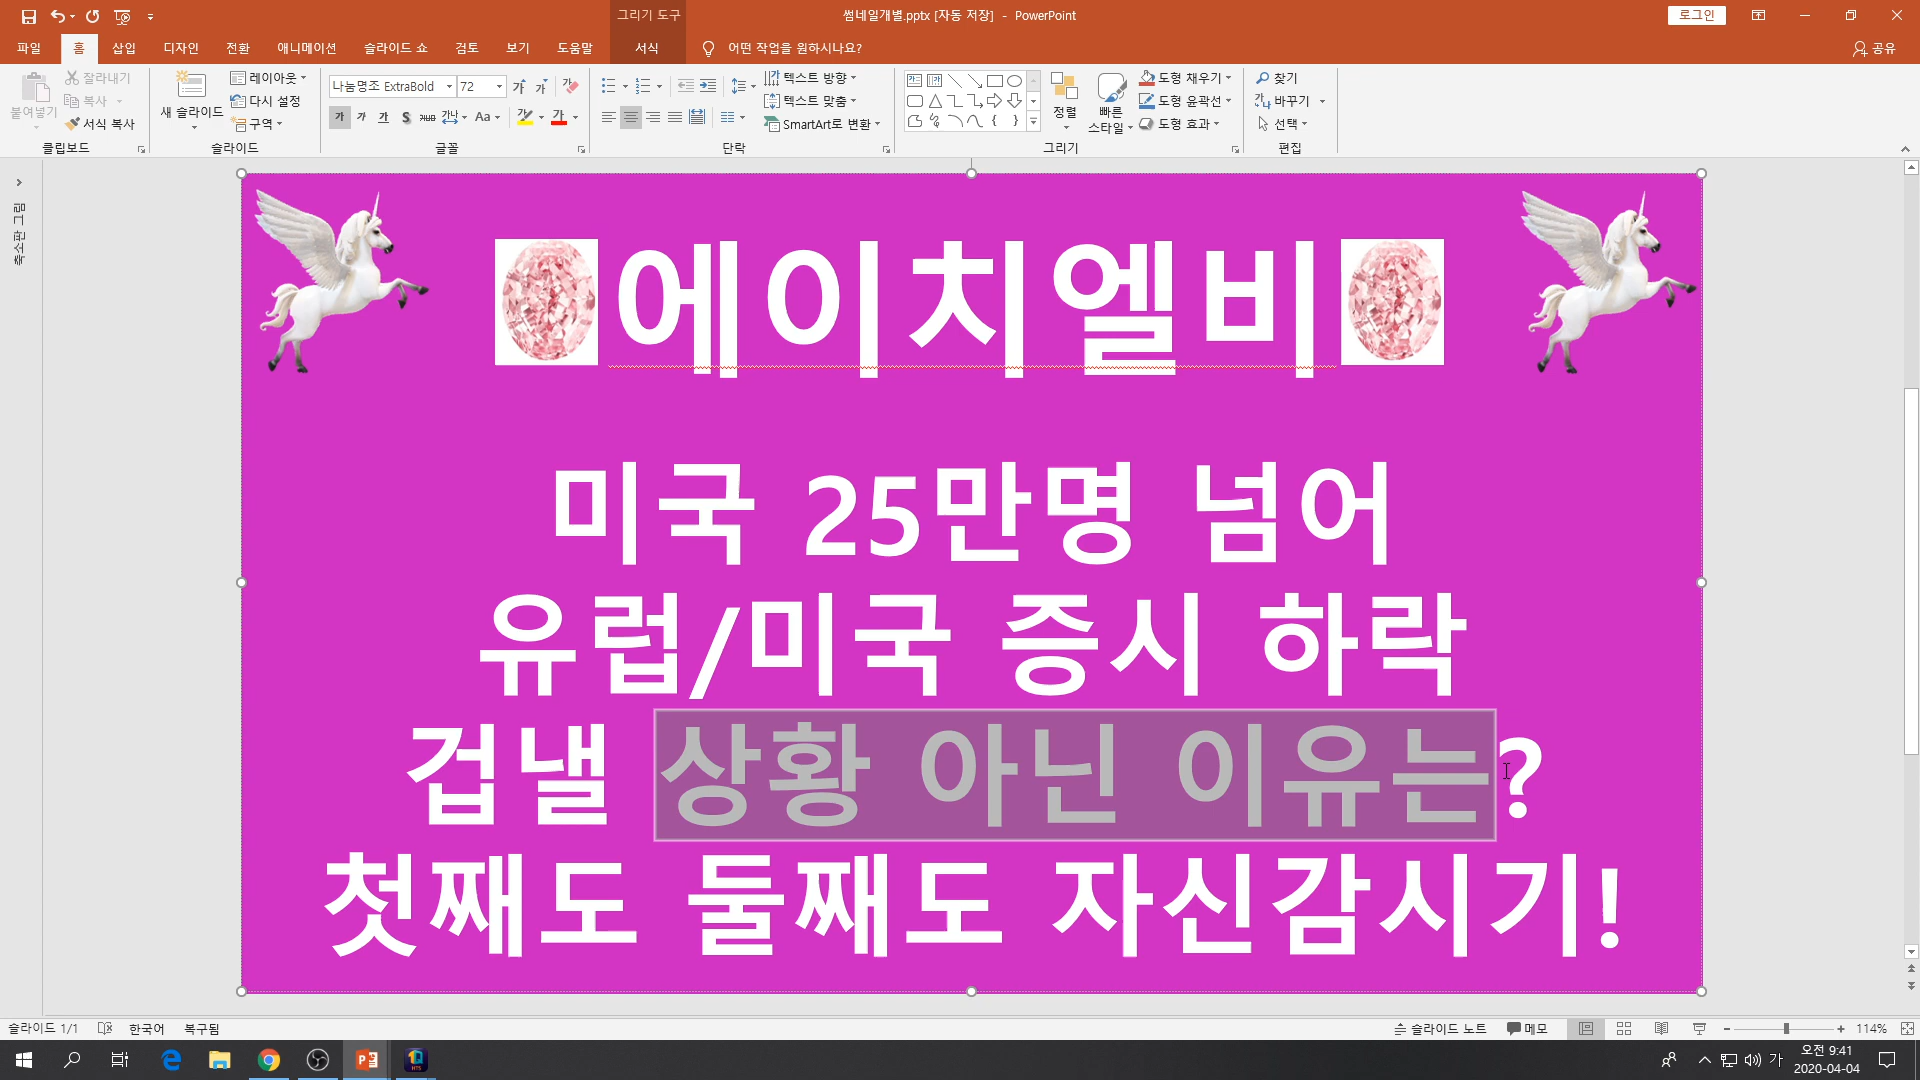 썸네일개별.pptx [자동 저장] - PowerPoint
그리기 도구
로그인
파일 홈 삽입 디자인 전환 애니메이션 슬라이드 쇼 검토 보기 도움말 서식 어떤 작업을 원하시나요? 공유
붙여넣기
잘라내기
복사
서식 복사
클립보드
새 슬라이드
레이아웃
다시 설정
구역
슬라이드
나눔명조 ExtraBold 72
글꼴
텍스트 방향
텍스트 맞춤
SmartArt로 변환
단락
정렬
빠른 스타일
도형 채우기
도형 윤곽선
도형 효과
그리기
찾기
바꾸기
선택
편집
축소판 그림
에이치엘비
미국 25만명 넘어
유럽/미국 증시 하락
겁낼 상황 아닌 이유는?
첫째도 둘째도 자신감시기!
슬라이드 1/1 한국어 복구됨 슬라이드 노트 메모 114%
가 오전 9:41
2020-04-04